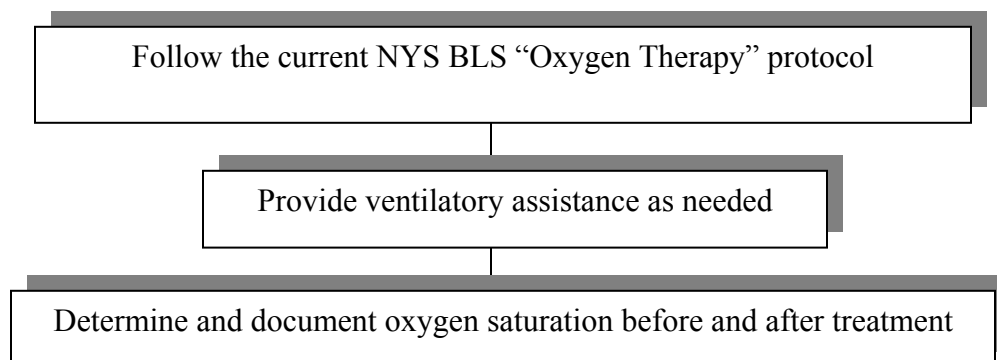 Follow the current NYS BLS “Oxygen Therapy” protocol
Provide ventilatory assistance as needed
Determine and document oxygen saturation before and after treatment